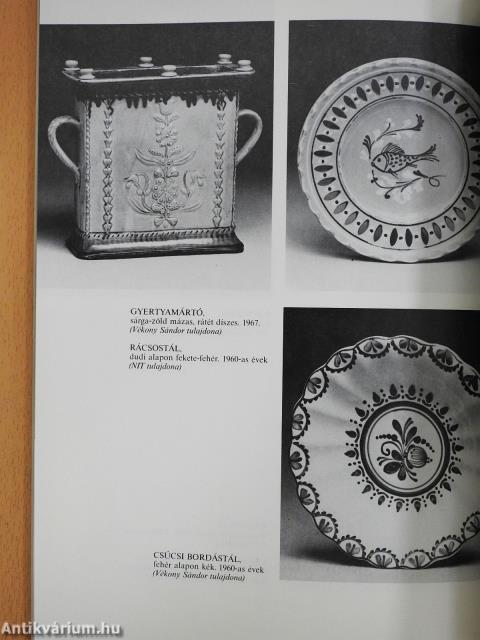 GYERTYAMÁRTÓ,
sárga-zöld mázas, rátét díszes. 1967.
(Vékony Sándor tulajdona)
RÁCSOSTÁL,
dudi alapon fekete-fehér. 1960-as évek
(NIT tulajdona)
CSÚCSI BORDÁSTÁL,
fehér alapon kék. 1960-as évek
(Vékony Sándor tulajdona)
Antikvárium.hu